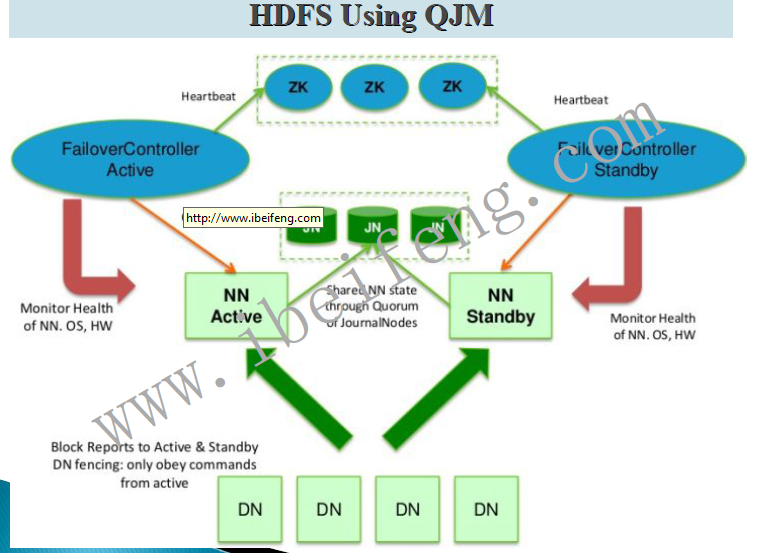 HDFS Using QJM
ZK
ZK
ZK
Heartbeat
Heartbeat
FailoverController
Active
FailoverController
Standby
http://www.ibeifeng.com
JN
JN
JN
NN
Active
Shared NN state
through Quorum
of JournalNodes
NN
Standby
Monitor Health
of NN. OS, HW
Monitor Health
of NN. OS, HW
www.ibeifeng.com
Block Reports to Active & Standby
DN fencing: only obey commands
from active
DN
DN
DN
DN